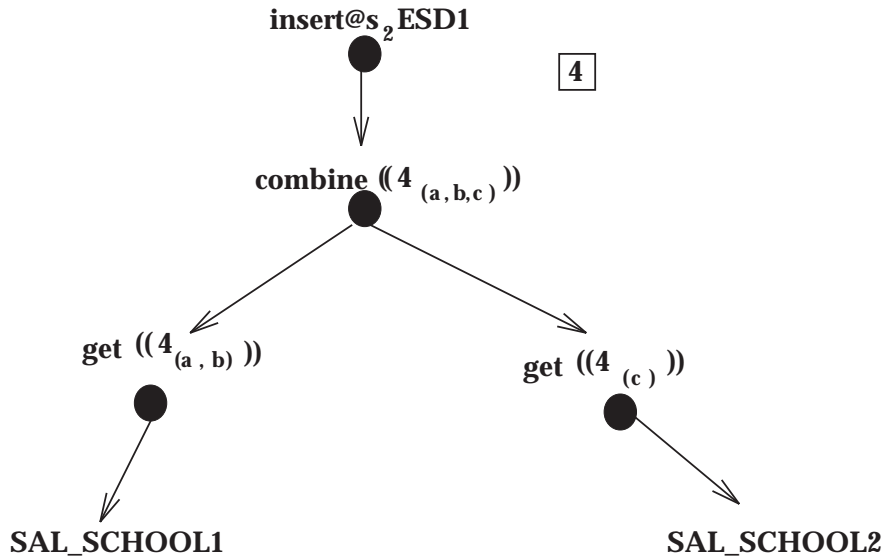 insert@s2ESD1
4
combine ((4 (a,b,c) ))
get ((4(a , b) ))
get ((4 (c) ))
SAL_SCHOOL1
SAL_SCHOOL2